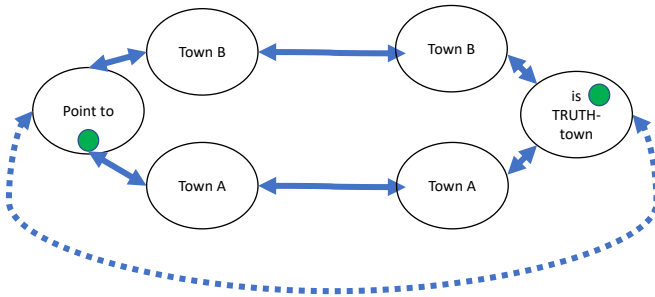 Town B
Town B
Point to
is
TRUTH-
town
Town A
Town A